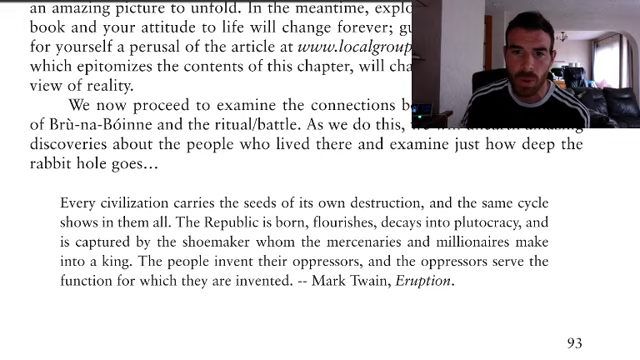 an amazing picture to unfold. In the meantime, explo
book and your attitude to life will change forever; gu
for yourself a perusal of the article at www.localgroup
which epitomizes the contents of this chapter, will cha
view of reality.
We now proceed to examine the connections b
of Brù-na-Bóinne and the ritual/battle. As we do this,
discoveries about the people who lived there and examine just how deep the
rabbit hole goes…
Every civilization carries the seeds of its own destruction, and the same cycle
shows in them all. The Republic is born, flourishes, decays into plutocracy, and
is captured by the shoemaker whom the mercenaries and millionaires make
into a king. The people invent their oppressors, and the oppressors serve the
function for which they are invented. -- Mark Twain, Eruption.
93